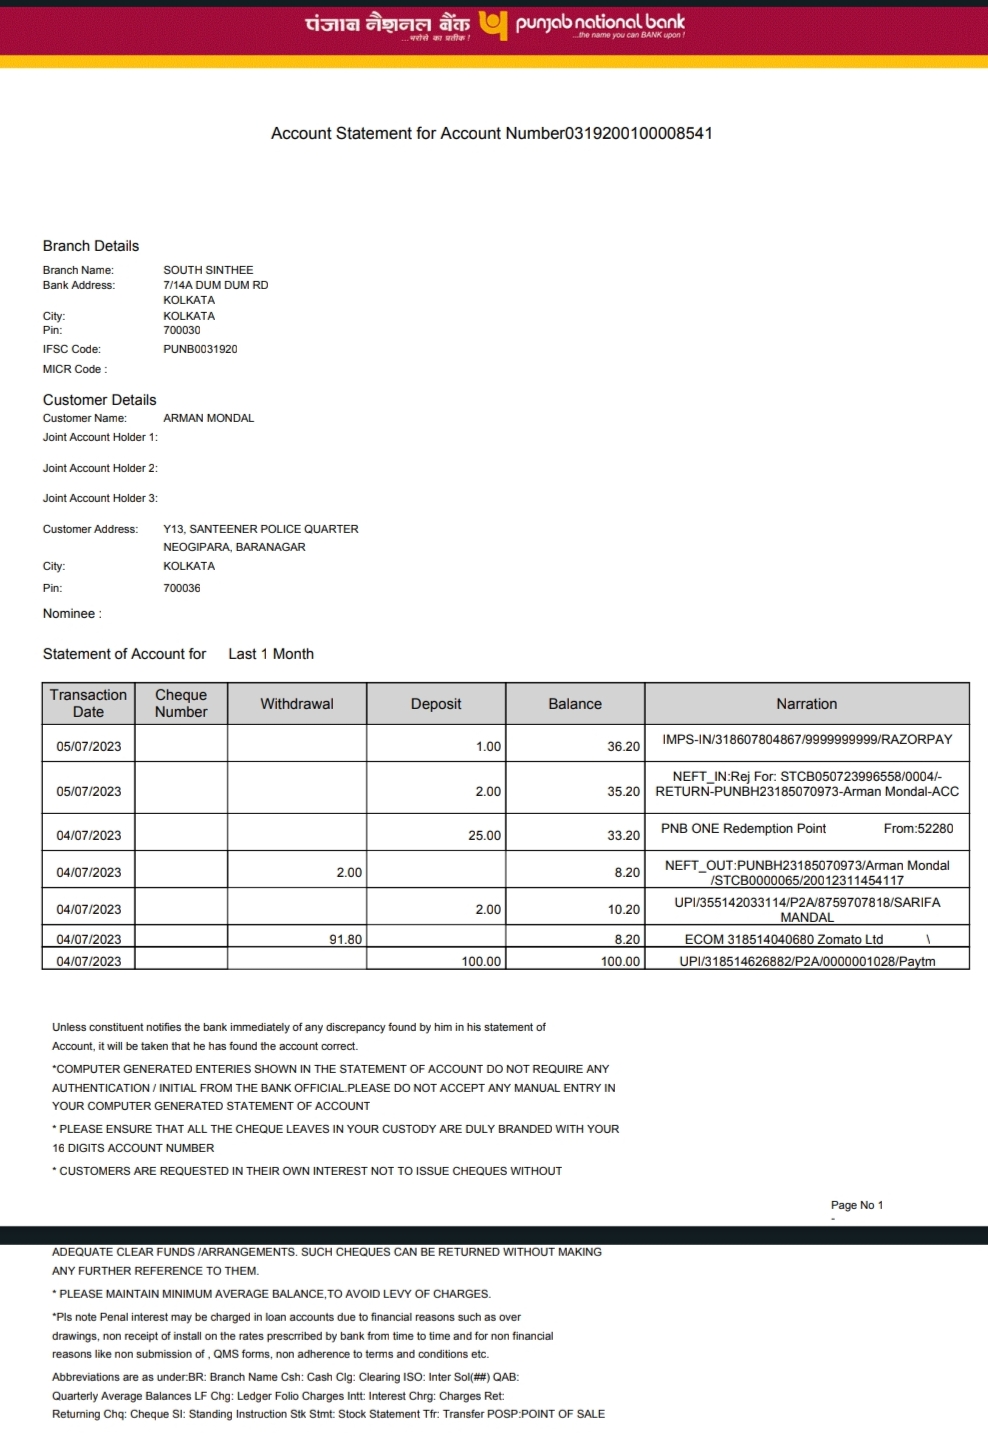 पंजाब नैशनल बैंक punjab national bank
...भरोसे का प्रतीक ! ...the name you can BANK upon !
Account Statement for Account Number0319200100008541
Branch Details
Branch Name: SOUTH SINTHEE
Bank Address: 7/14A DUM DUM RD
KOLKATA
City: KOLKATA
Pin: 700030
IFSC Code: PUNB0031920
MICR Code :
Customer Details
Customer Name: ARMAN MONDAL
Joint Account Holder 1:
Joint Account Holder 2:
Joint Account Holder 3:
Customer Address: Y13, SANTEENER POLICE QUARTER
NEOGIPARA, BARANAGAR
City: KOLKATA
Pin: 700036
Nominee :
Statement of Account for Last 1 Month
Transaction Date Cheque Number Withdrawal Deposit Balance Narration
05/07/2023 1.00 36.20 IMPS-IN/318607804867/9999999999/RAZORPAY
05/07/2023 2.00 35.20 NEFT_IN:Rej For: STCB050723996558/0004/-
RETURN-PUNBH23185070973-Arman Mondal-ACC
04/07/2023 25.00 33.20 PNB ONE Redemption Point From:52280
04/07/2023 2.00 8.20 NEFT_OUT:PUNBH23185070973/Arman Mondal
/STCB0000065/20012311454117
04/07/2023 2.00 10.20 UPI/355142033114/P2A/8759707818/SARIFA
MANDAL
04/07/2023 91.80 8.20 ECOM 318514040680 Zomato Ltd \
04/07/2023 100.00 100.00 UPI/318514626882/P2A/0000001028/Paytm
Unless constituent notifies the bank immediately of any discrepancy found by him in his statement of
Account, it will be taken that he has found the account correct.
*COMPUTER GENERATED ENTERIES SHOWN IN THE STATEMENT OF ACCOUNT DO NOT REQUIRE ANY
AUTHENTICATION / INITIAL FROM THE BANK OFFICIAL.PLEASE DO NOT ACCEPT ANY MANUAL ENTRY IN
YOUR COMPUTER GENERATED STATEMENT OF ACCOUNT
* PLEASE ENSURE THAT ALL THE CHEQUE LEAVES IN YOUR CUSTODY ARE DULY BRANDED WITH YOUR
16 DIGITS ACCOUNT NUMBER
* CUSTOMERS ARE REQUESTED IN THEIR OWN INTEREST NOT TO ISSUE CHEQUES WITHOUT
Page No 1
-
ADEQUATE CLEAR FUNDS /ARRANGEMENTS. SUCH CHEQUES CAN BE RETURNED WITHOUT MAKING
ANY FURTHER REFERENCE TO THEM.
* PLEASE MAINTAIN MINIMUM AVERAGE BALANCE,TO AVOID LEVY OF CHARGES.
*Pls note Penal interest may be charged in loan accounts due to financial reasons such as over
drawings, non receipt of install on the rates prescrribed by bank from time to time and for non financial
reasons like non submission of , QMS forms, non adherence to terms and conditions etc.
Abbreviations are as under:BR: Branch Name Csh: Cash Clg: Clearing ISO: Inter Sol(##) QAB:
Quarterly Average Balances LF Chg: Ledger Folio Charges Intt: Interest Chrg: Charges Ret:
Returning Chq: Cheque SI: Standing Instruction Stk Stmt: Stock Statement Tfr: Transfer POSP:POINT OF SALE